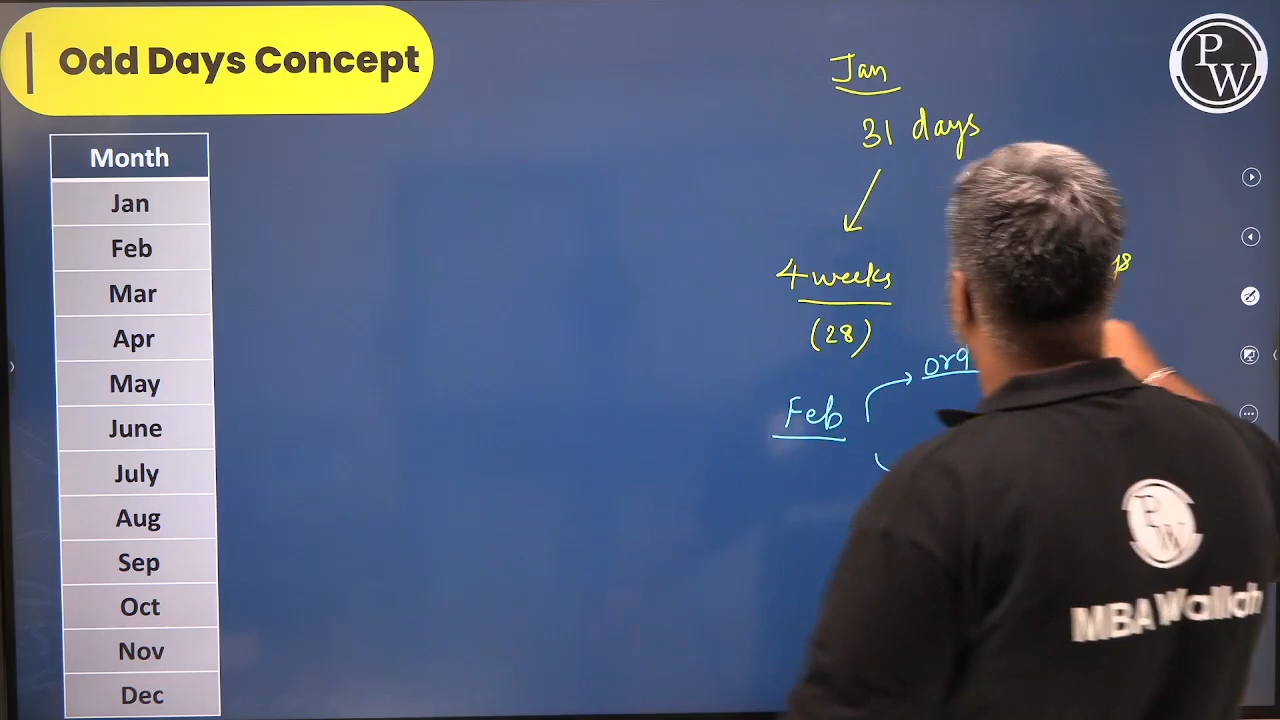 Odd Days Concept
Month
Jan
Feb
Mar
Apr
May
June
July
Aug
Sep
Oct
Nov
Dec
Jan
31 days
4 weeks
(28)
Feb
PW
PW
MBA Wallah